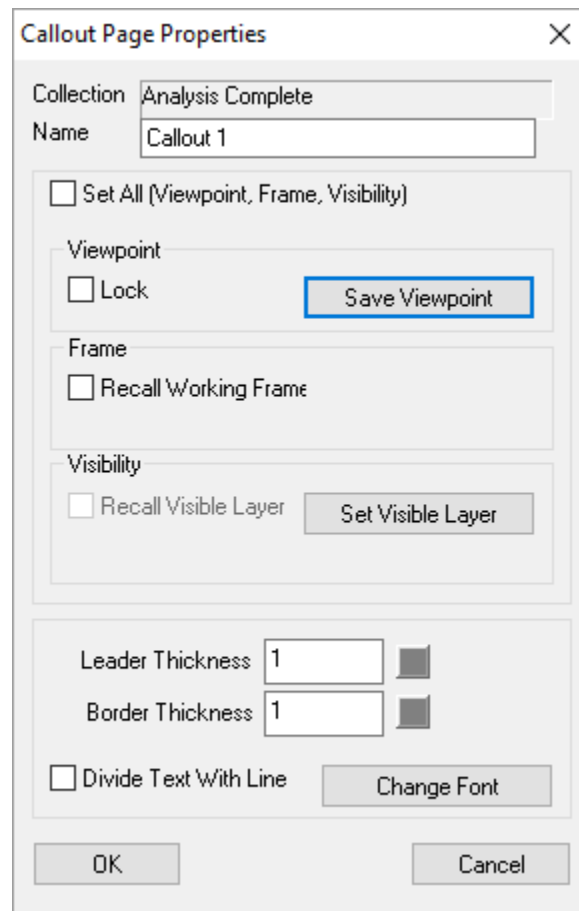 Callout Page Properties
Collection Analysis Complete
Name Callout 1
Set All (Viewpoint, Frame, Visibility)
Viewpoint
Lock Save Viewpoint
Frame
Recall Working Frame
Visibility
Recall Visible Layer Set Visible Layer
Leader Thickness 1
Border Thickness 1
Divide Text With Line Change Font
OK Cancel